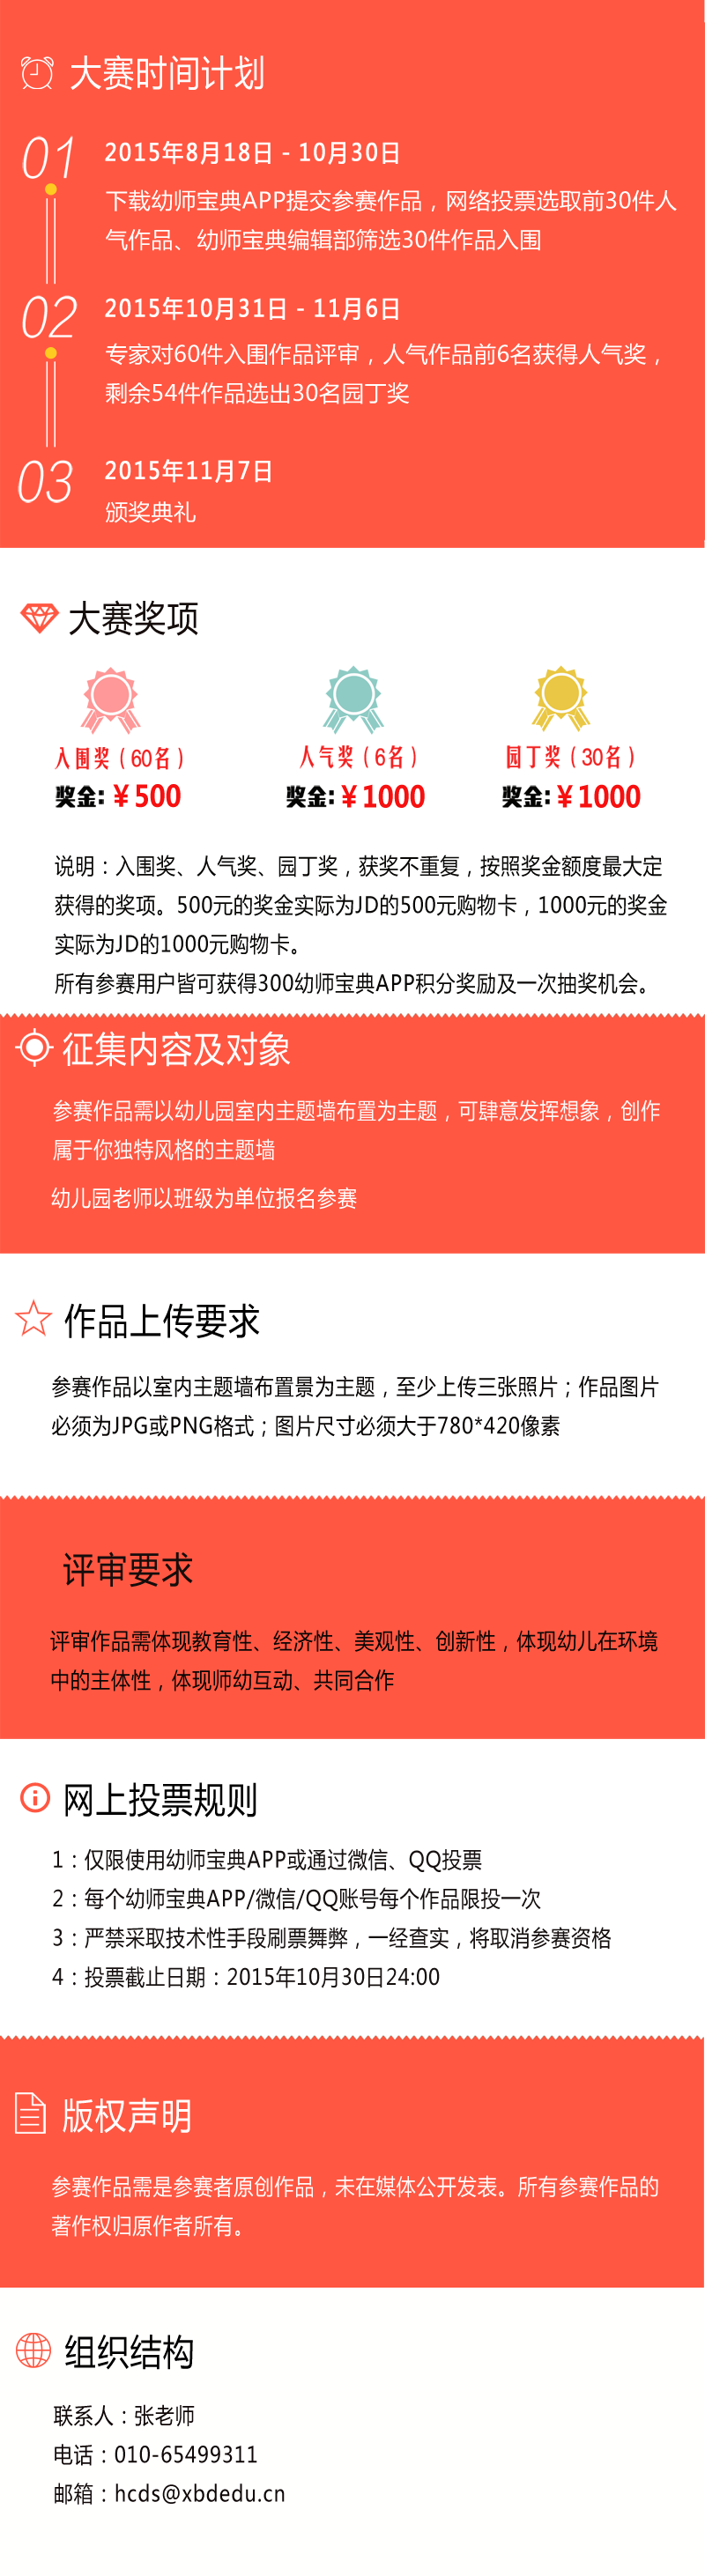 大赛时间计划
01
2015年8月18日 - 10月30日
下载幼师宝典APP提交参赛作品，网络投票选取前30件人
气作品、幼师宝典编辑部筛选30件作品入围
02
2015年10月31日 - 11月6日
专家对60件入围作品评审，人气作品前6名获得人气奖，
剩余54件作品选出30名园丁奖
03
2015年11月7日
颁奖典礼
大赛奖项
入围奖（60名） 人气奖（6名） 园丁奖（30名）
奖金:￥500 奖金:￥1000 奖金:￥1000
说明：入围奖、人气奖、园丁奖，获奖不重复，按照奖金额度最大定
获得的奖项。500元的奖金实际为JD的500元购物卡，1000元的奖金
实际为JD的1000元购物卡。
所有参赛用户皆可获得300幼师宝典APP积分奖励及一次抽奖机会。
征集内容及对象
参赛作品需以幼儿园室内主题墙布置为主题，可肆意发挥想象，创作
属于你独特风格的主题墙
幼儿园老师以班级为单位报名参赛
作品上传要求
参赛作品以室内主题墙布置景为主题，至少上传三张照片；作品图片
必须为JPG或PNG格式；图片尺寸必须大于780*420像素
评审要求
评审作品需体现教育性、经济性、美观性、创新性，体现幼儿在环境
中的主体性，体现师幼互动、共同合作
网上投票规则
1：仅限使用幼师宝典APP或通过微信、QQ投票
2：每个幼师宝典APP/微信/QQ账号每个作品限投一次
3：严禁采取技术性手段刷票舞弊，一经查实，将取消参赛资格
4：投票截止日期：2015年10月30日24:00
版权声明
参赛作品需是参赛者原创作品，未在媒体公开发表。所有参赛作品的
著作权归原作者所有。
组织结构
联系人：张老师
电话：010-65499311
邮箱：hcds@xbdedu.cn